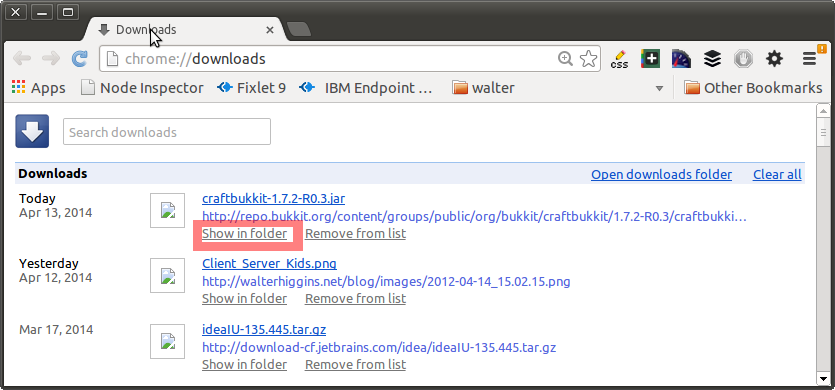 Downloads
chrome://downloads
css
Apps Node Inspector Fixlet 9 IBM Endpoint ... walter Other Bookmarks
Search downloads
Downloads Open downloads folder Clear all
Today craftbukkit-1.7.2-R0.3.jar
Apr 13, 2014 http://repo.bukkit.org/content/groups/public/org/bukkit/craftbukkit/1.7.2-R0.3/craftbukki...
Show in folder Remove from list
Yesterday Client_Server_Kids.png
Apr 12, 2014 http://walterhiggins.net/blog/images/2012-04-14_15.02.15.png
Show in folder Remove from list
Mar 17, 2014 ideaIU-135.445.tar.gz
http://download-cf.jetbrains.com/idea/ideaIU-135.445.tar.gz
Show in folder Remove from list